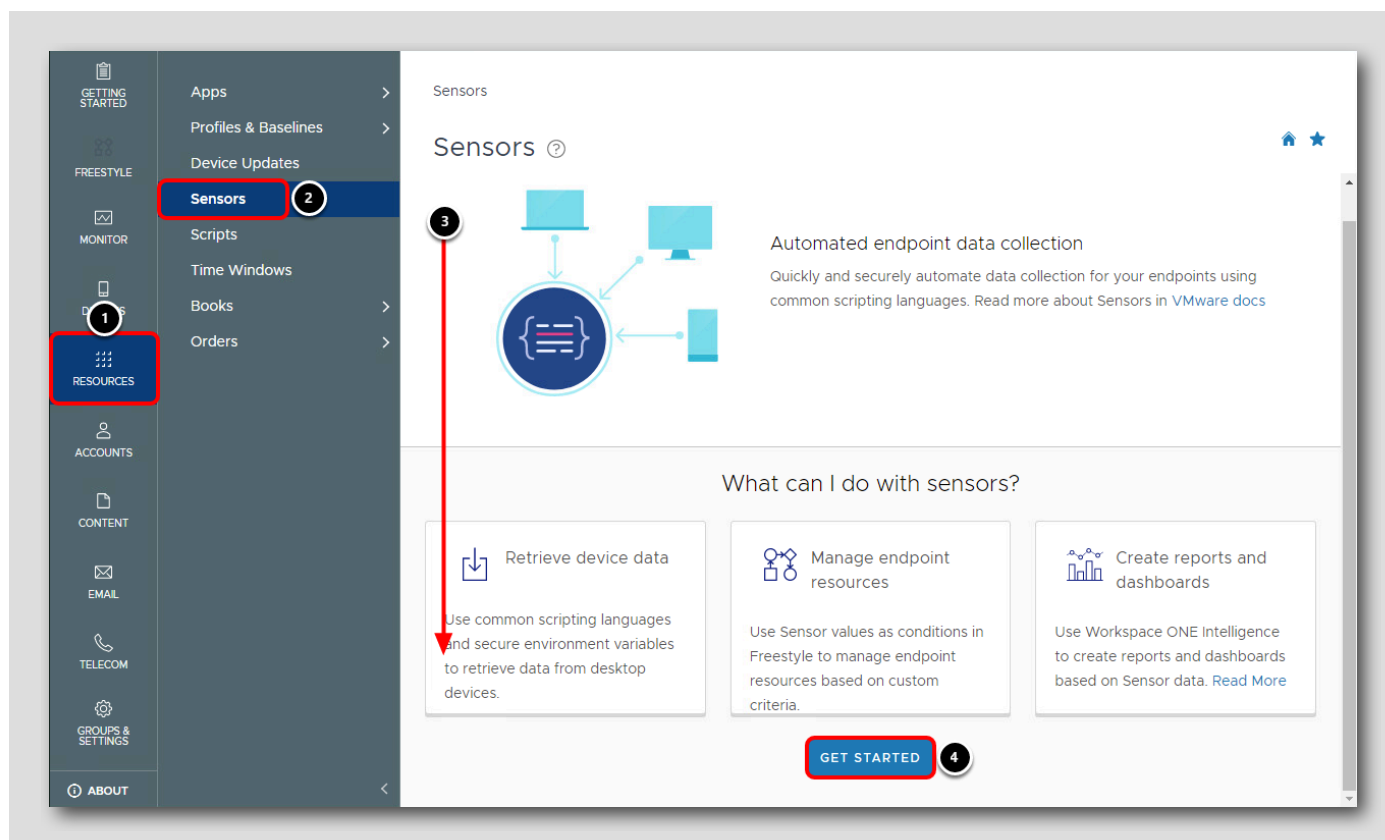 GETTING
STARTED
FREESTYLE
MONITOR
1
RESOURCES
ACCOUNTS
CONTENT
EMAIL
TELECOM
GROUPS &
SETTINGS
ABOUT
Apps
Profiles & Baselines
Device Updates
Sensors 2
Scripts
Time Windows
Books
Orders
Sensors
Sensors ?
3
Automated endpoint data collection
Quickly and securely automate data collection for your endpoints using
common scripting languages. Read more about Sensors in VMware docs
What can I do with sensors?
Retrieve device data
Use common scripting languages
and secure environment variables
to retrieve data from desktop
devices.
Manage endpoint
resources
Use Sensor values as conditions in
Freestyle to manage endpoint
resources based on custom
criteria.
Create reports and
dashboards
Use Workspace ONE Intelligence
to create reports and dashboards
based on Sensor data. Read More
GET STARTED 4